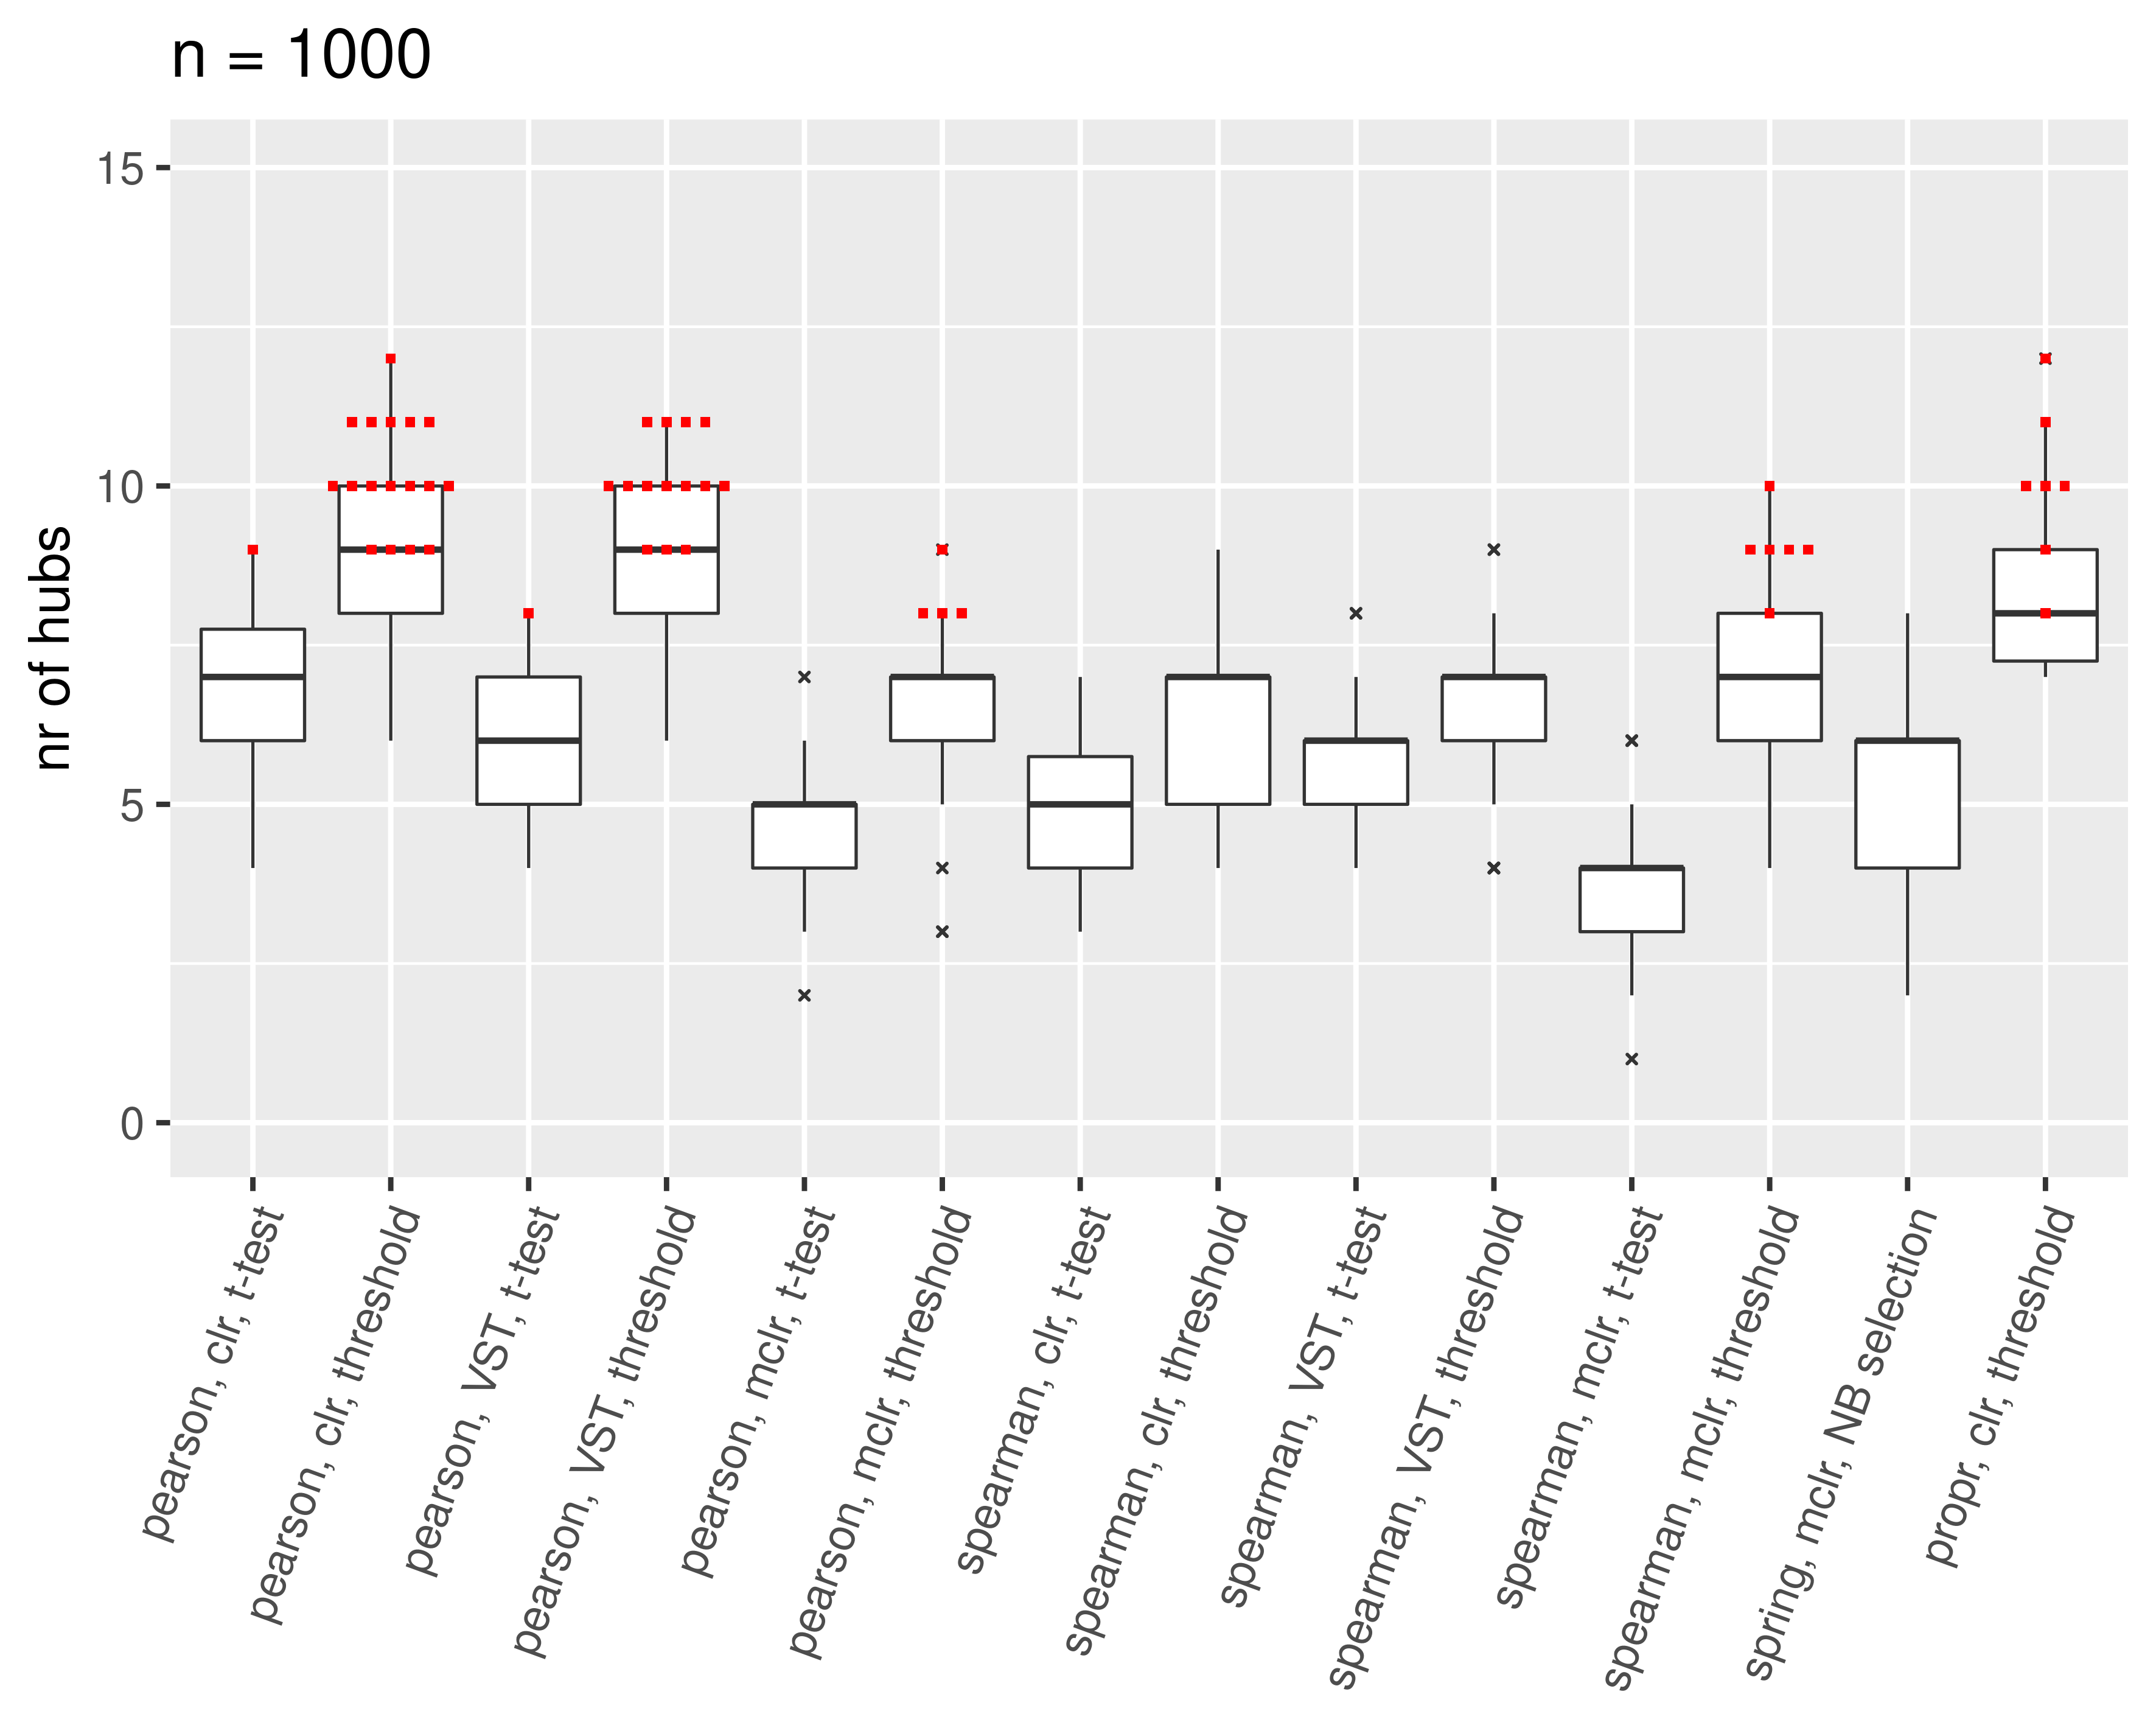 n = 1000
nr of hubs
15
10
5
0
pearson, clr, t-test
pearson, clr, threshold
pearson, VST, t-test
pearson, VST, threshold
pearson, mclr, t-test
pearson, mclr, threshold
spearman, clr, t-test
spearman, clr, threshold
spearman, VST, t-test
spearman, VST, threshold
spearman, mclr, t-test
spearman, mclr, threshold
spring, mclr, NB selection
propr, clr, threshold